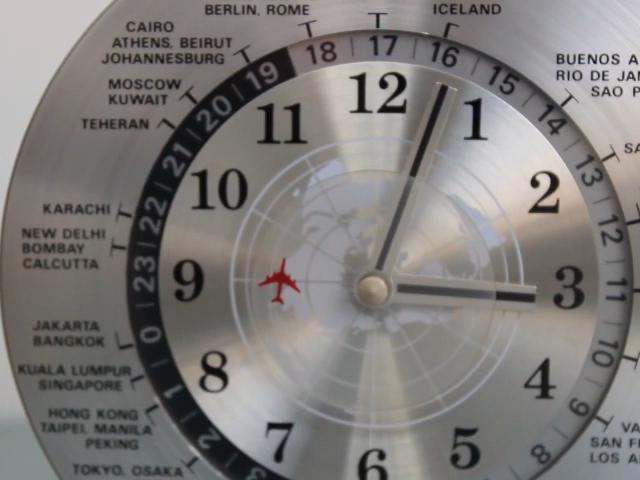 BERLIN, ROME
ICELAND
CAIRO
ATHENS, BEIRUT
JOHANNESBURG
MOSCOW
KUWAIT
TEHERAN
KARACHI
NEW DELHI
BOMBAY
CALCUTTA
JAKARTA
BANGKOK
KUALA LUMPUR
SINGAPORE
HONG KONG
TAIPEI, MANILA
PEKING
TOKYO, OSAKA
BUENOS A
RIO DE JAN
SAO P
SA
VA
SAN F
LOS A
16
15
14
13
12
11
10
9
8
2
1
0
23
22
21
20
19
18
17
12
1
2
3
4
5
6
7
8
9
10
11